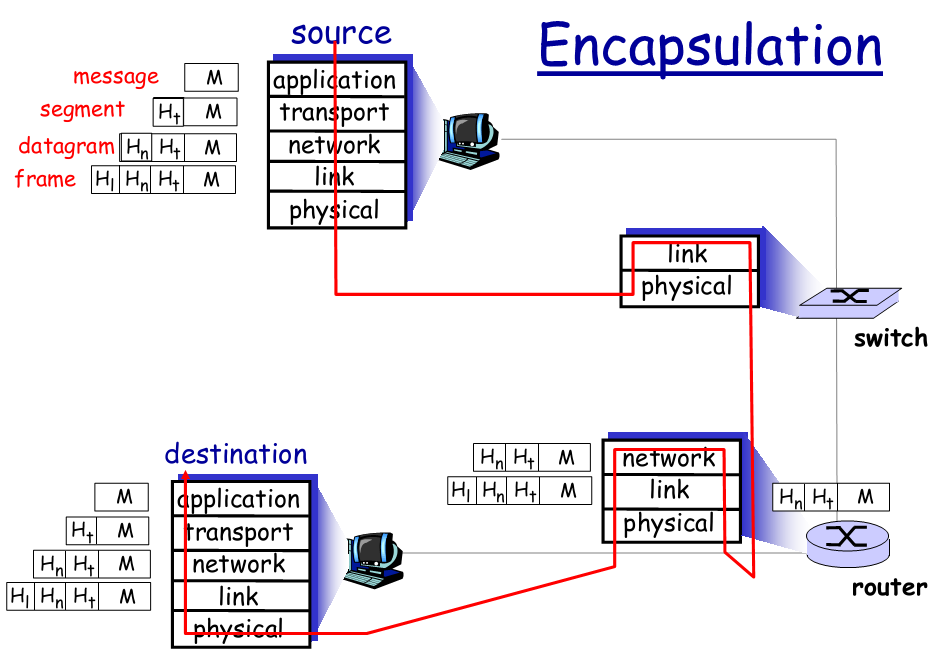 Encapsulation
source
message M
segment Ht M
datagram Hn Ht M
frame Hl Hn Ht M
application
transport
network
link
physical
link
physical
switch
destination
M
Ht M
Hn Ht M
Hl Hn Ht M
application
transport
network
link
physical
Hn Ht M
Hl Hn Ht M
network
link
physical
Hn Ht M
router